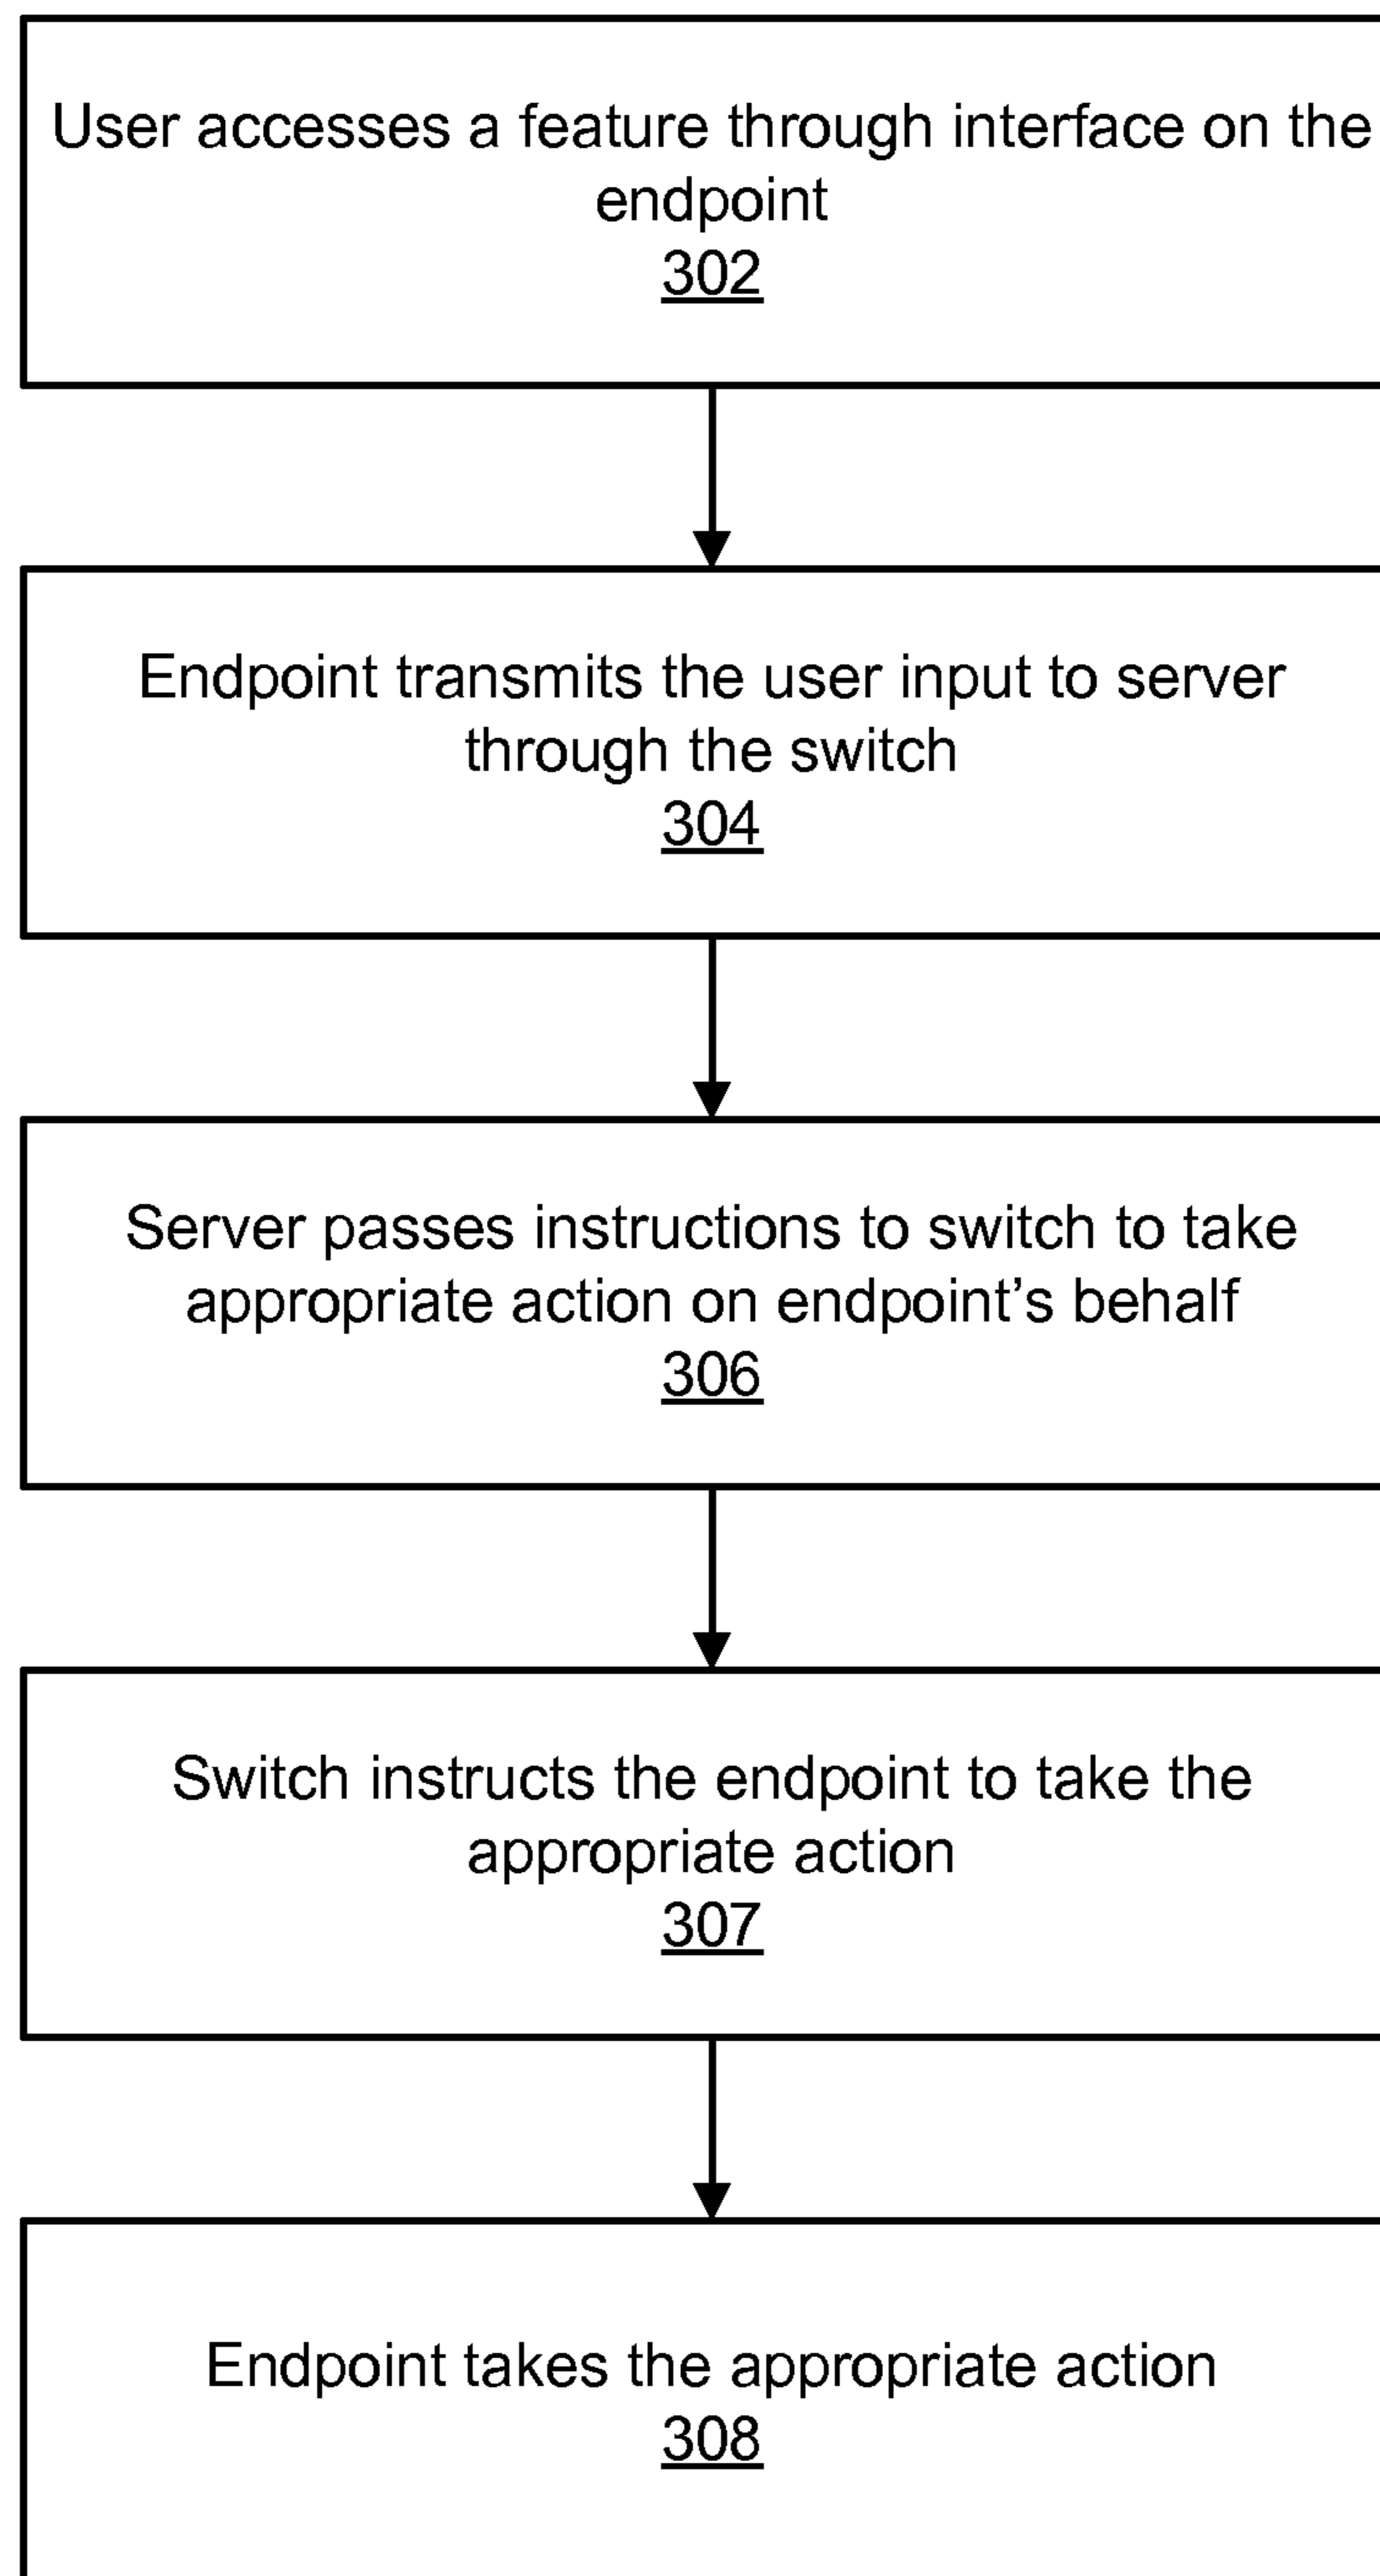 User accesses a feature through interface on the
endpoint
302
Endpoint transmits the user input to server
through the switch
304
Server passes instructions to switch to take
appropriate action on endpoint’s behalf
306
Switch instructs the endpoint to take the
appropriate action
307
Endpoint takes the appropriate action
308